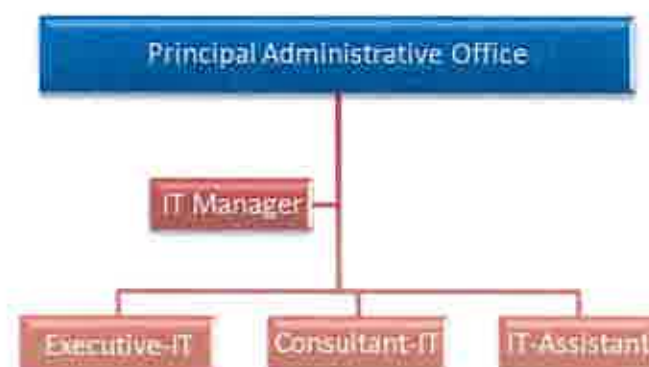 Principal Administrative Office
IT Manager
Executive-IT
Consultant-IT
IT-Assistant